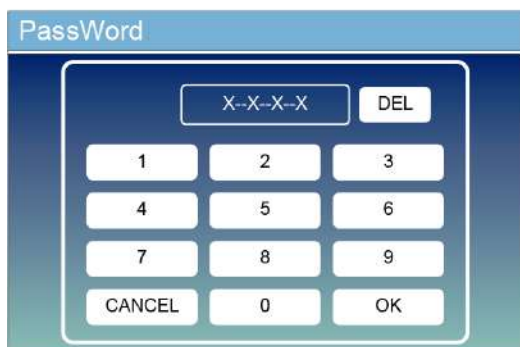 PassWord
X--X--X--X DEL
1 2 3
4 5 6
7 8 9
CANCEL 0 OK